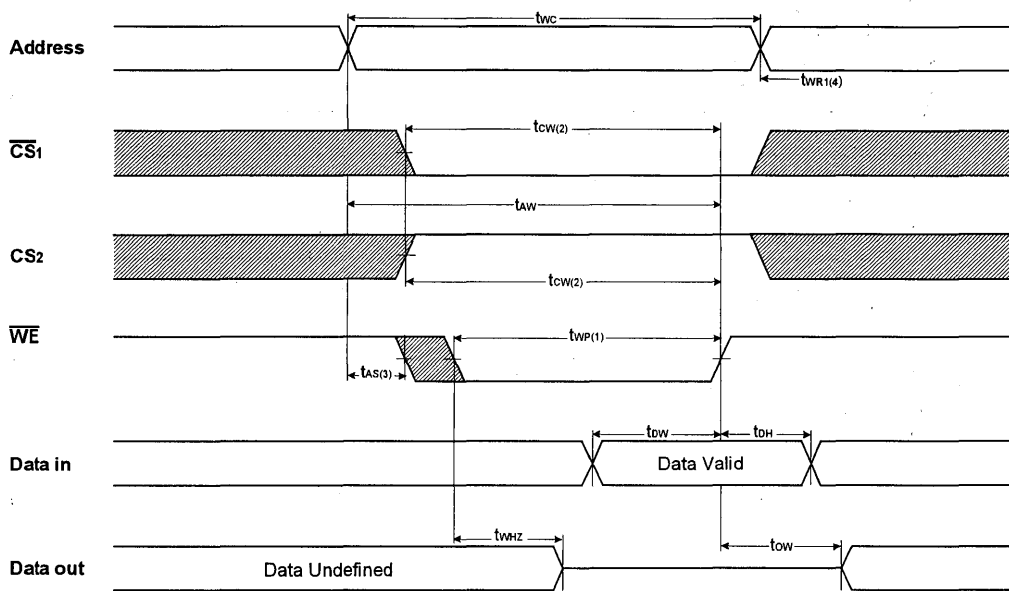 tWC
Address
tWR1(4)
tCW(2)
CS1
tAW
CS2
tCW(2)
WE
tWP(1)
tAS(3)
tDW
tDH
Data in
Data Valid
tWHZ
tOW
Data out
Data Undefined